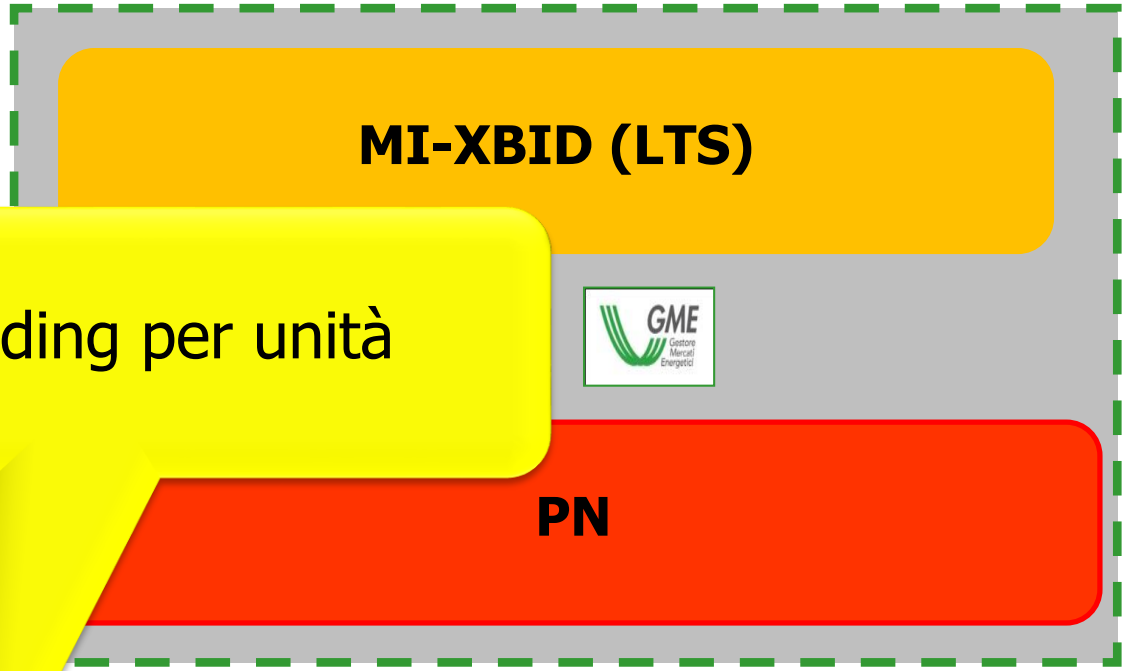 MI-XBID (LTS)
ding per unità
GME
Gestore
Mercati
Energetici
PN